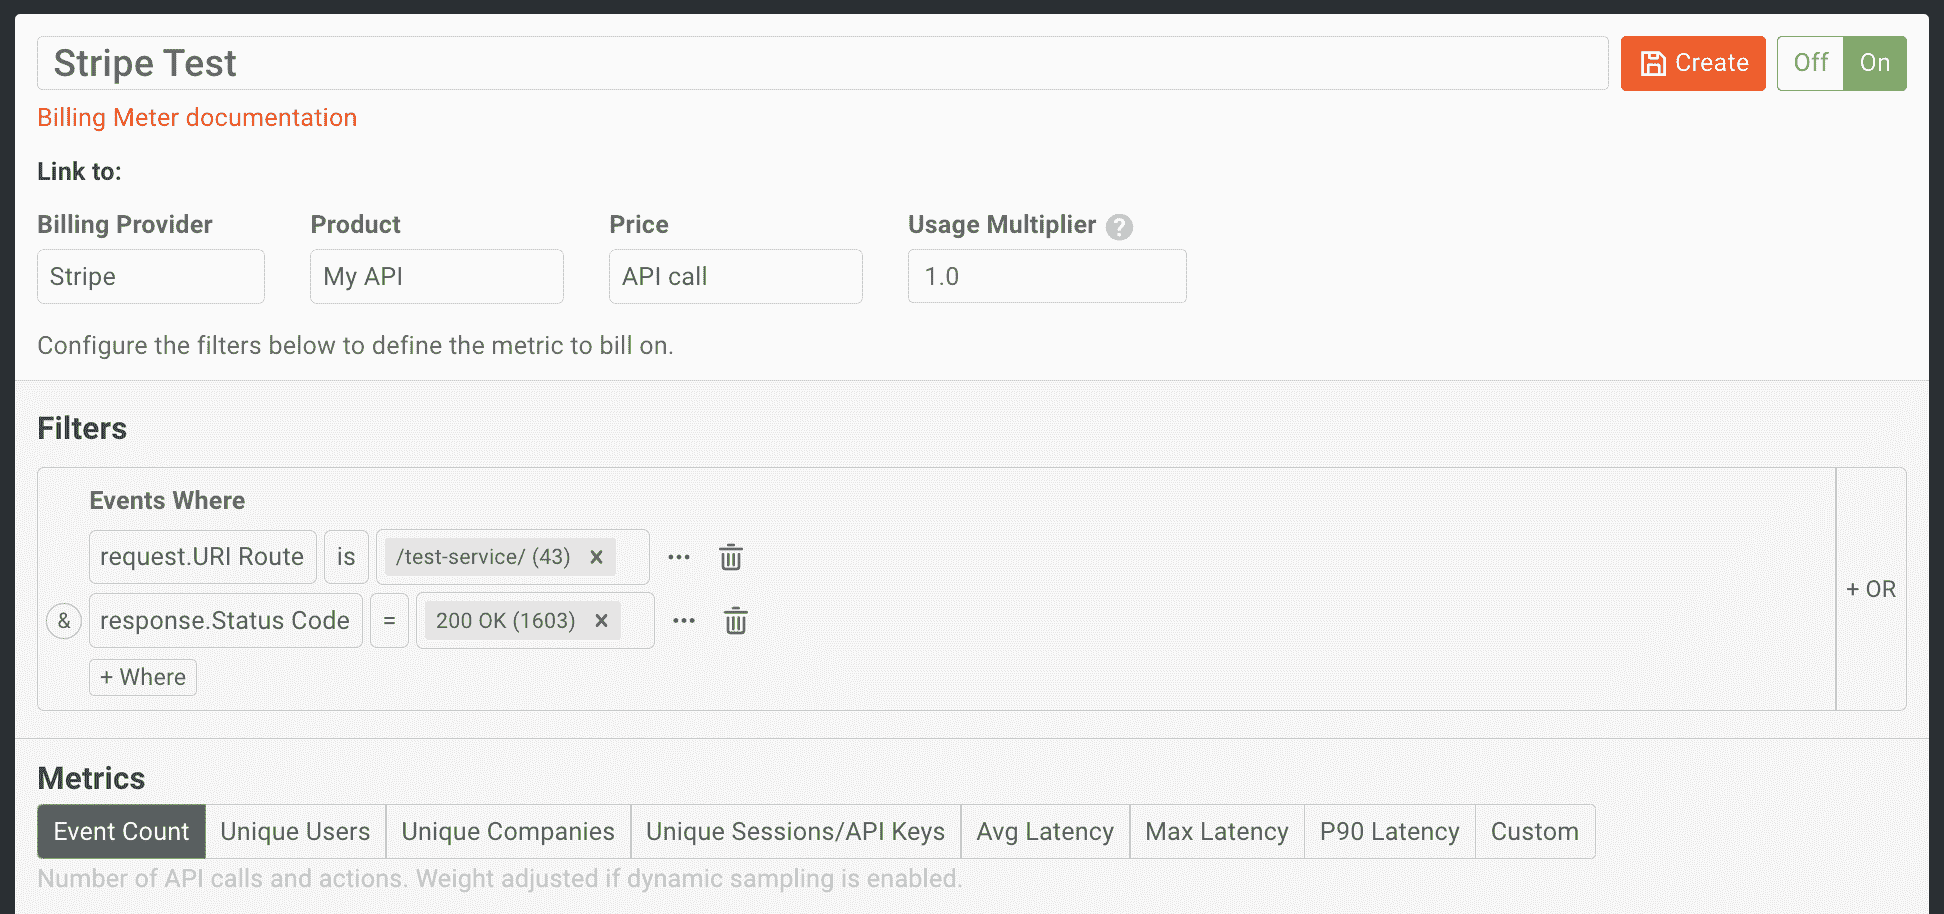 Stripe Test
Create
Off On
Billing Meter documentation
Link to:
Billing Provider Product Price Usage Multiplier ?
Stripe My API API call 1.0
Configure the filters below to define the metric to bill on.
Filters
Events Where
request.URI Route is /test-service/ (43) × ···
& response.Status Code = 200 OK (1603) × ···
+ Where
+ OR
Metrics
Event Count Unique Users Unique Companies Unique Sessions/API Keys Avg Latency Max Latency P90 Latency Custom
Number of API calls and actions. Weight adjusted if dynamic sampling is enabled.